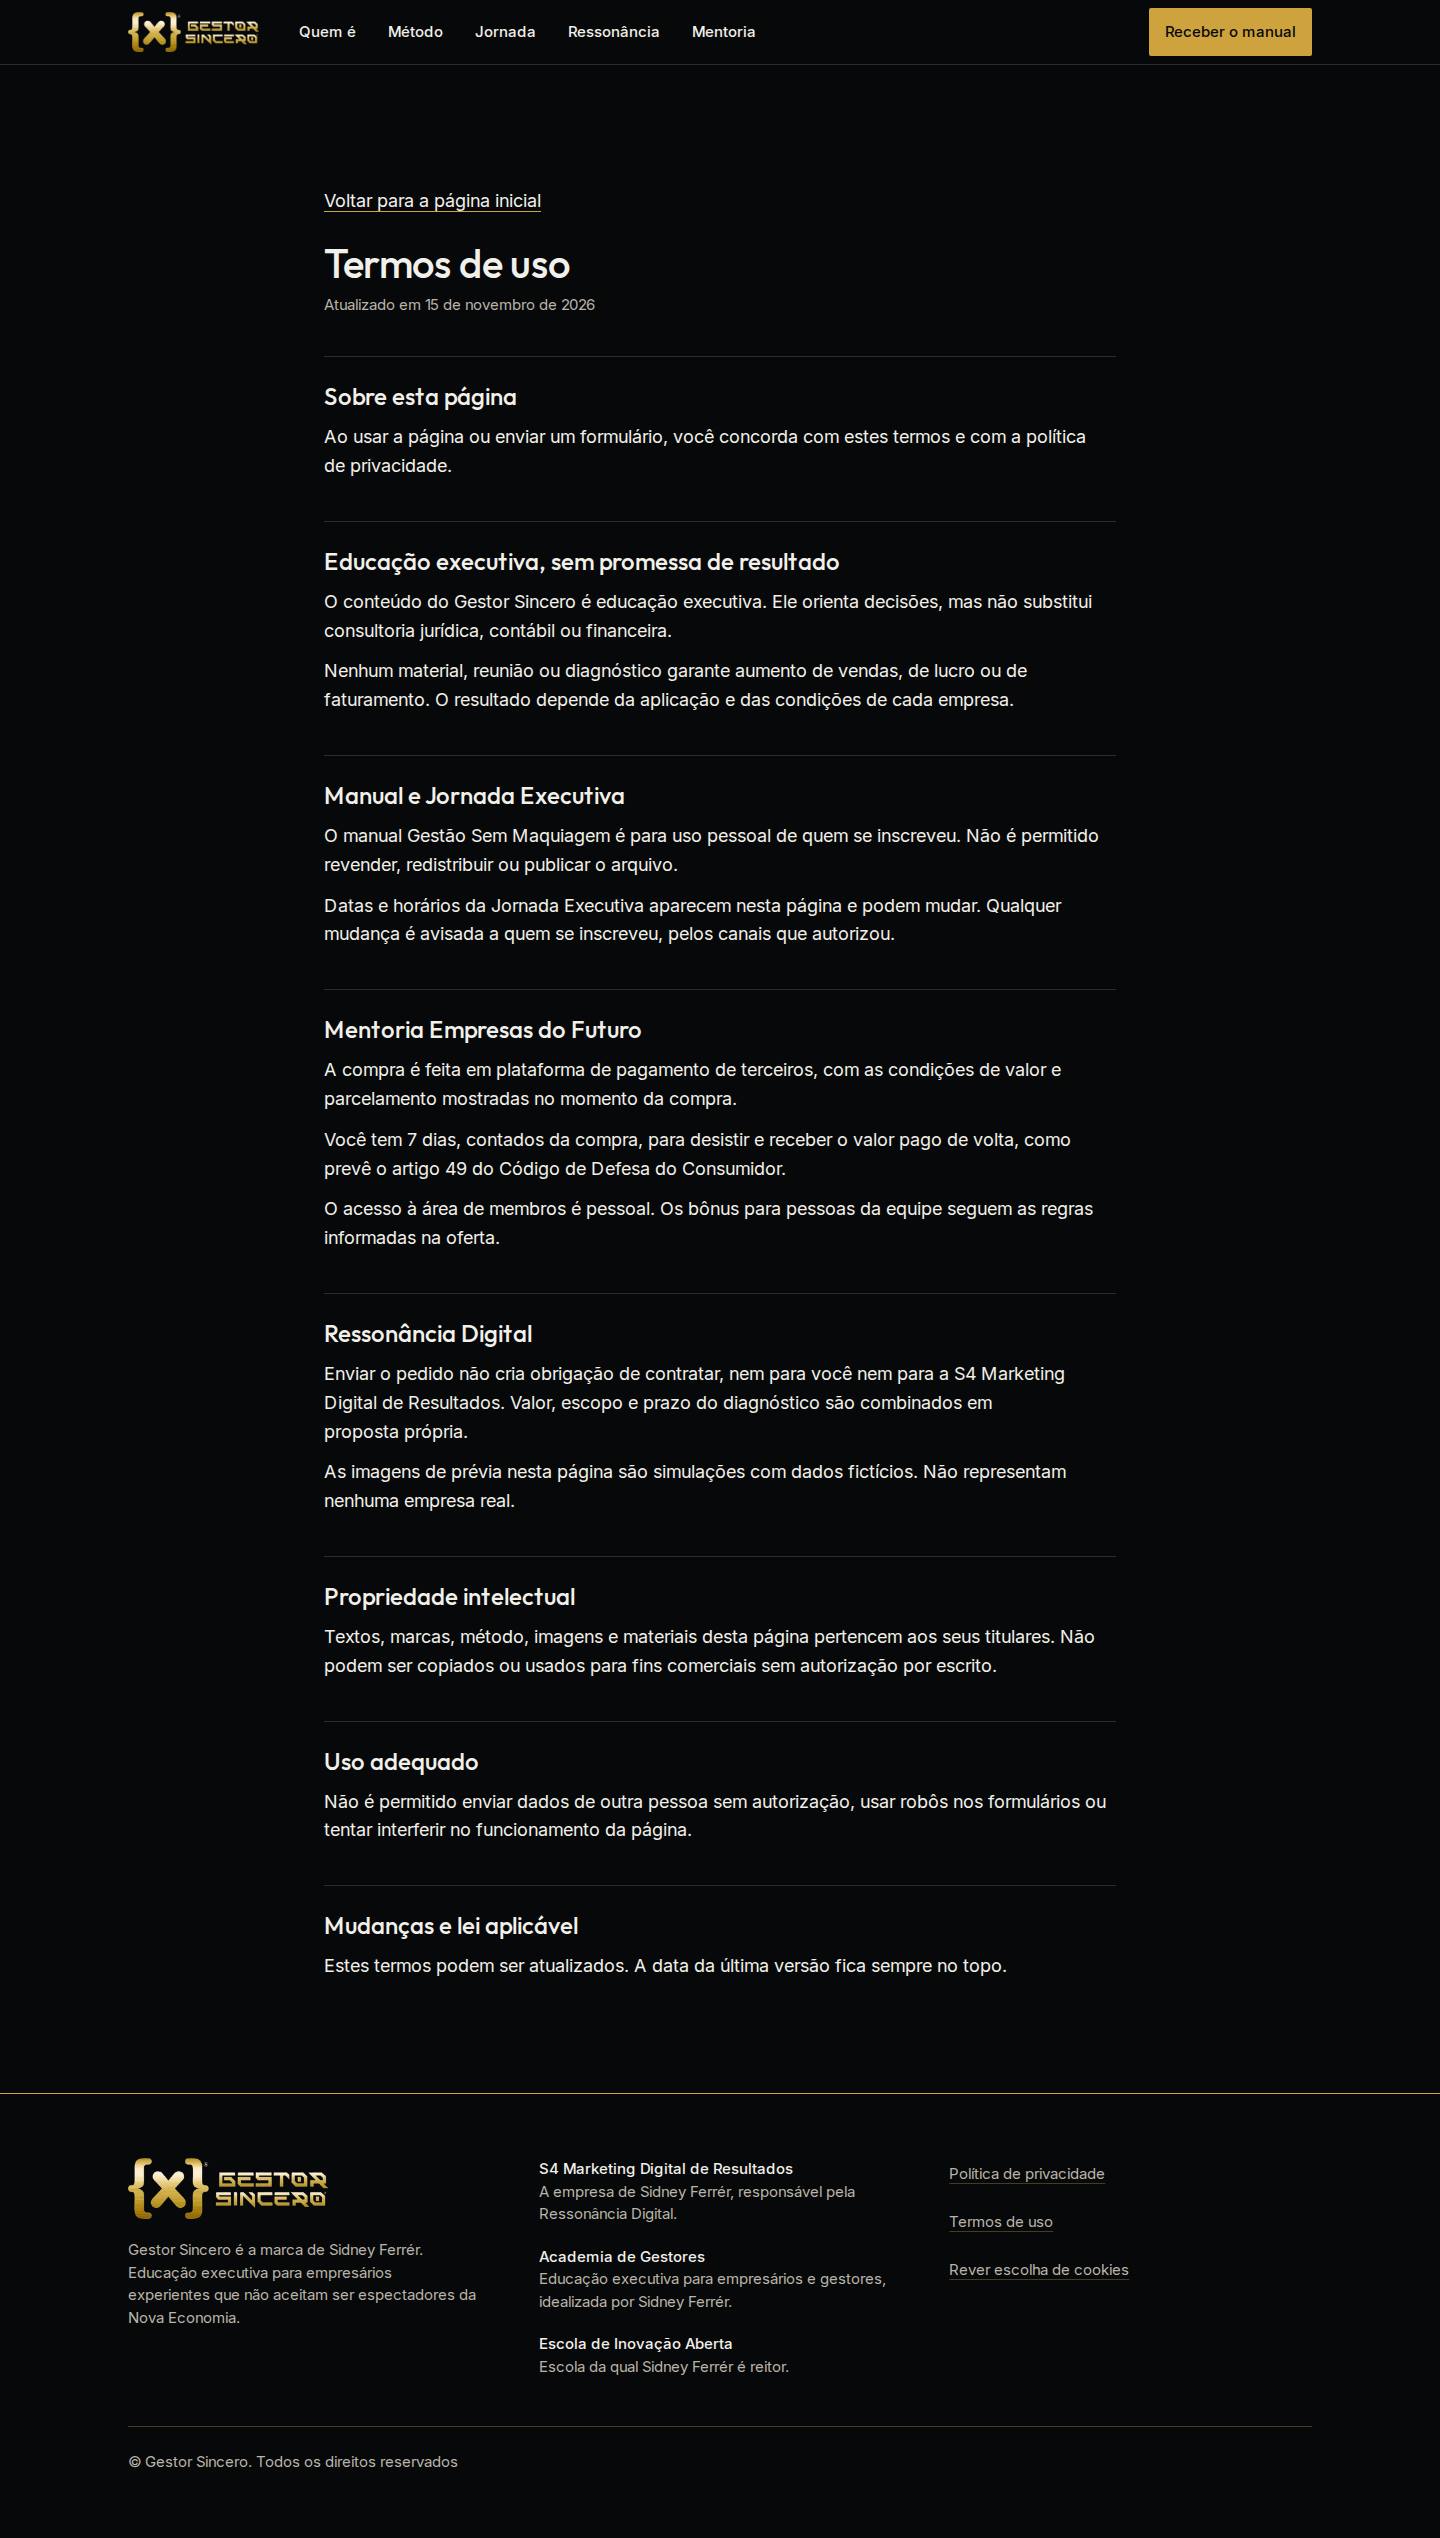 {x} GESTOR
SINCERO
Quem é Método Jornada Ressonância Mentoria
Receber o manual
Voltar para a página inicial
Termos de uso
Atualizado em 15 de novembro de 2026
Sobre esta página
Ao usar a página ou enviar um formulário, você concorda com estes termos e com a política
de privacidade.
Educação executiva, sem promessa de resultado
O conteúdo do Gestor Sincero é educação executiva. Ele orienta decisões, mas não substitui
consultoria jurídica, contábil ou financeira.
Nenhum material, reunião ou diagnóstico garante aumento de vendas, de lucro ou de
faturamento. O resultado depende da aplicação e das condições de cada empresa.
Manual e Jornada Executiva
O manual Gestão Sem Maquiagem é para uso pessoal de quem se inscreveu. Não é permitido
revender, redistribuir ou publicar o arquivo.
Datas e horários da Jornada Executiva aparecem nesta página e podem mudar. Qualquer
mudança é avisada a quem se inscreveu, pelos canais que autorizou.
Mentoria Empresas do Futuro
A compra é feita em plataforma de pagamento de terceiros, com as condições de valor e
parcelamento mostradas no momento da compra.
Você tem 7 dias, contados da compra, para desistir e receber o valor pago de volta, como
prevê o artigo 49 do Código de Defesa do Consumidor.
O acesso à área de membros é pessoal. Os bônus para pessoas da equipe seguem as regras
informadas na oferta.
Ressonância Digital
Enviar o pedido não cria obrigação de contratar, nem para você nem para a S4 Marketing
Digital de Resultados. Valor, escopo e prazo do diagnóstico são combinados em
proposta própria.
As imagens de prévia nesta página são simulações com dados fictícios. Não representam
nenhuma empresa real.
Propriedade intelectual
Textos, marcas, método, imagens e materiais desta página pertencem aos seus titulares. Não
podem ser copiados ou usados para fins comerciais sem autorização por escrito.
Uso adequado
Não é permitido enviar dados de outra pessoa sem autorização, usar robôs nos formulários ou
tentar interferir no funcionamento da página.
Mudanças e lei aplicável
Estes termos podem ser atualizados. A data da última versão fica sempre no topo.
{x}® GESTOR
SINCERO
Gestor Sincero é a marca de Sidney Ferrér.
Educação executiva para empresários
experientes que não aceitam ser espectadores da
Nova Economia.
S4 Marketing Digital de Resultados
A empresa de Sidney Ferrér, responsável pela
Ressonância Digital.
Academia de Gestores
Educação executiva para empresários e gestores,
idealizada por Sidney Ferrér.
Escola de Inovação Aberta
Escola da qual Sidney Ferrér é reitor.
Política de privacidade
Termos de uso
Rever escolha de cookies
© Gestor Sincero. Todos os direitos reservados